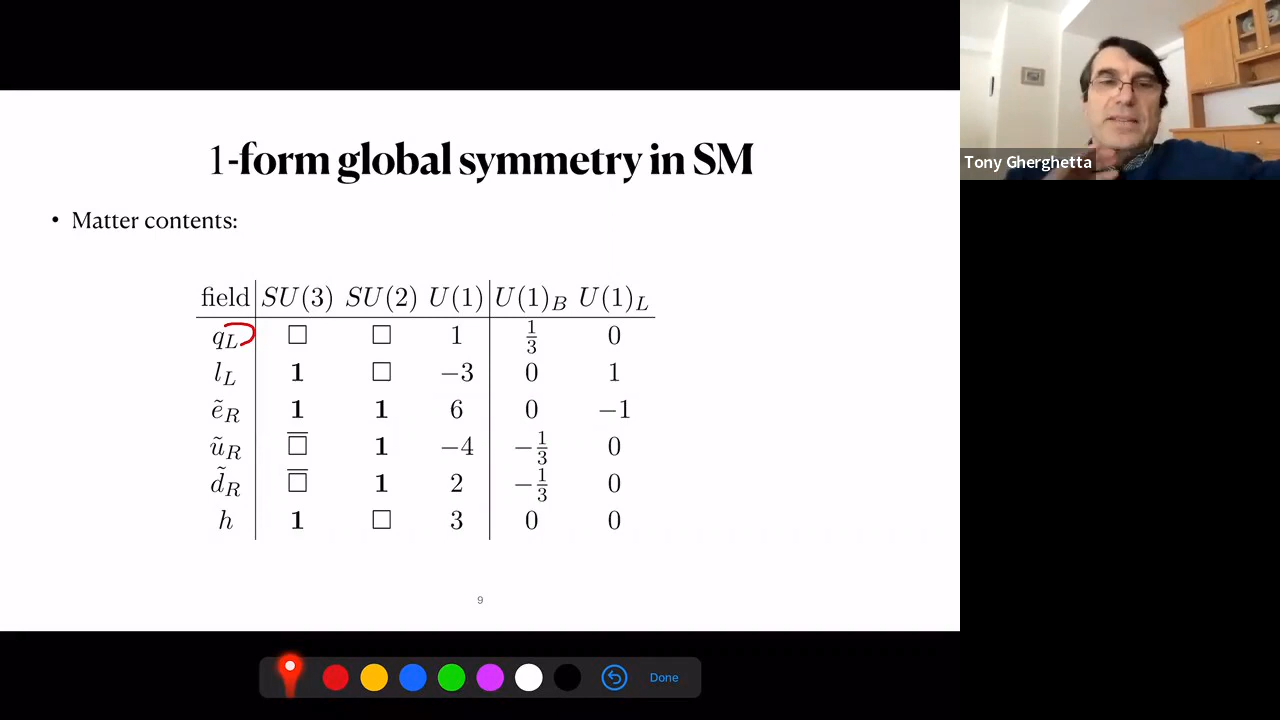 1-form global symmetry in SM
Tony Gherghetta
• Matter contents:
field SU(3) SU(2) U(1) U(1)_B U(1)_L
q_L □ □ 1 1/3 0
l_L 1 □ −3 0 1
ẽ_R 1 1 6 0 −1
ũ_R □̅ 1 −4 −1/3 0
d̃_R □̅ 1 2 −1/3 0
h 1 □ 3 0 0
9
Done